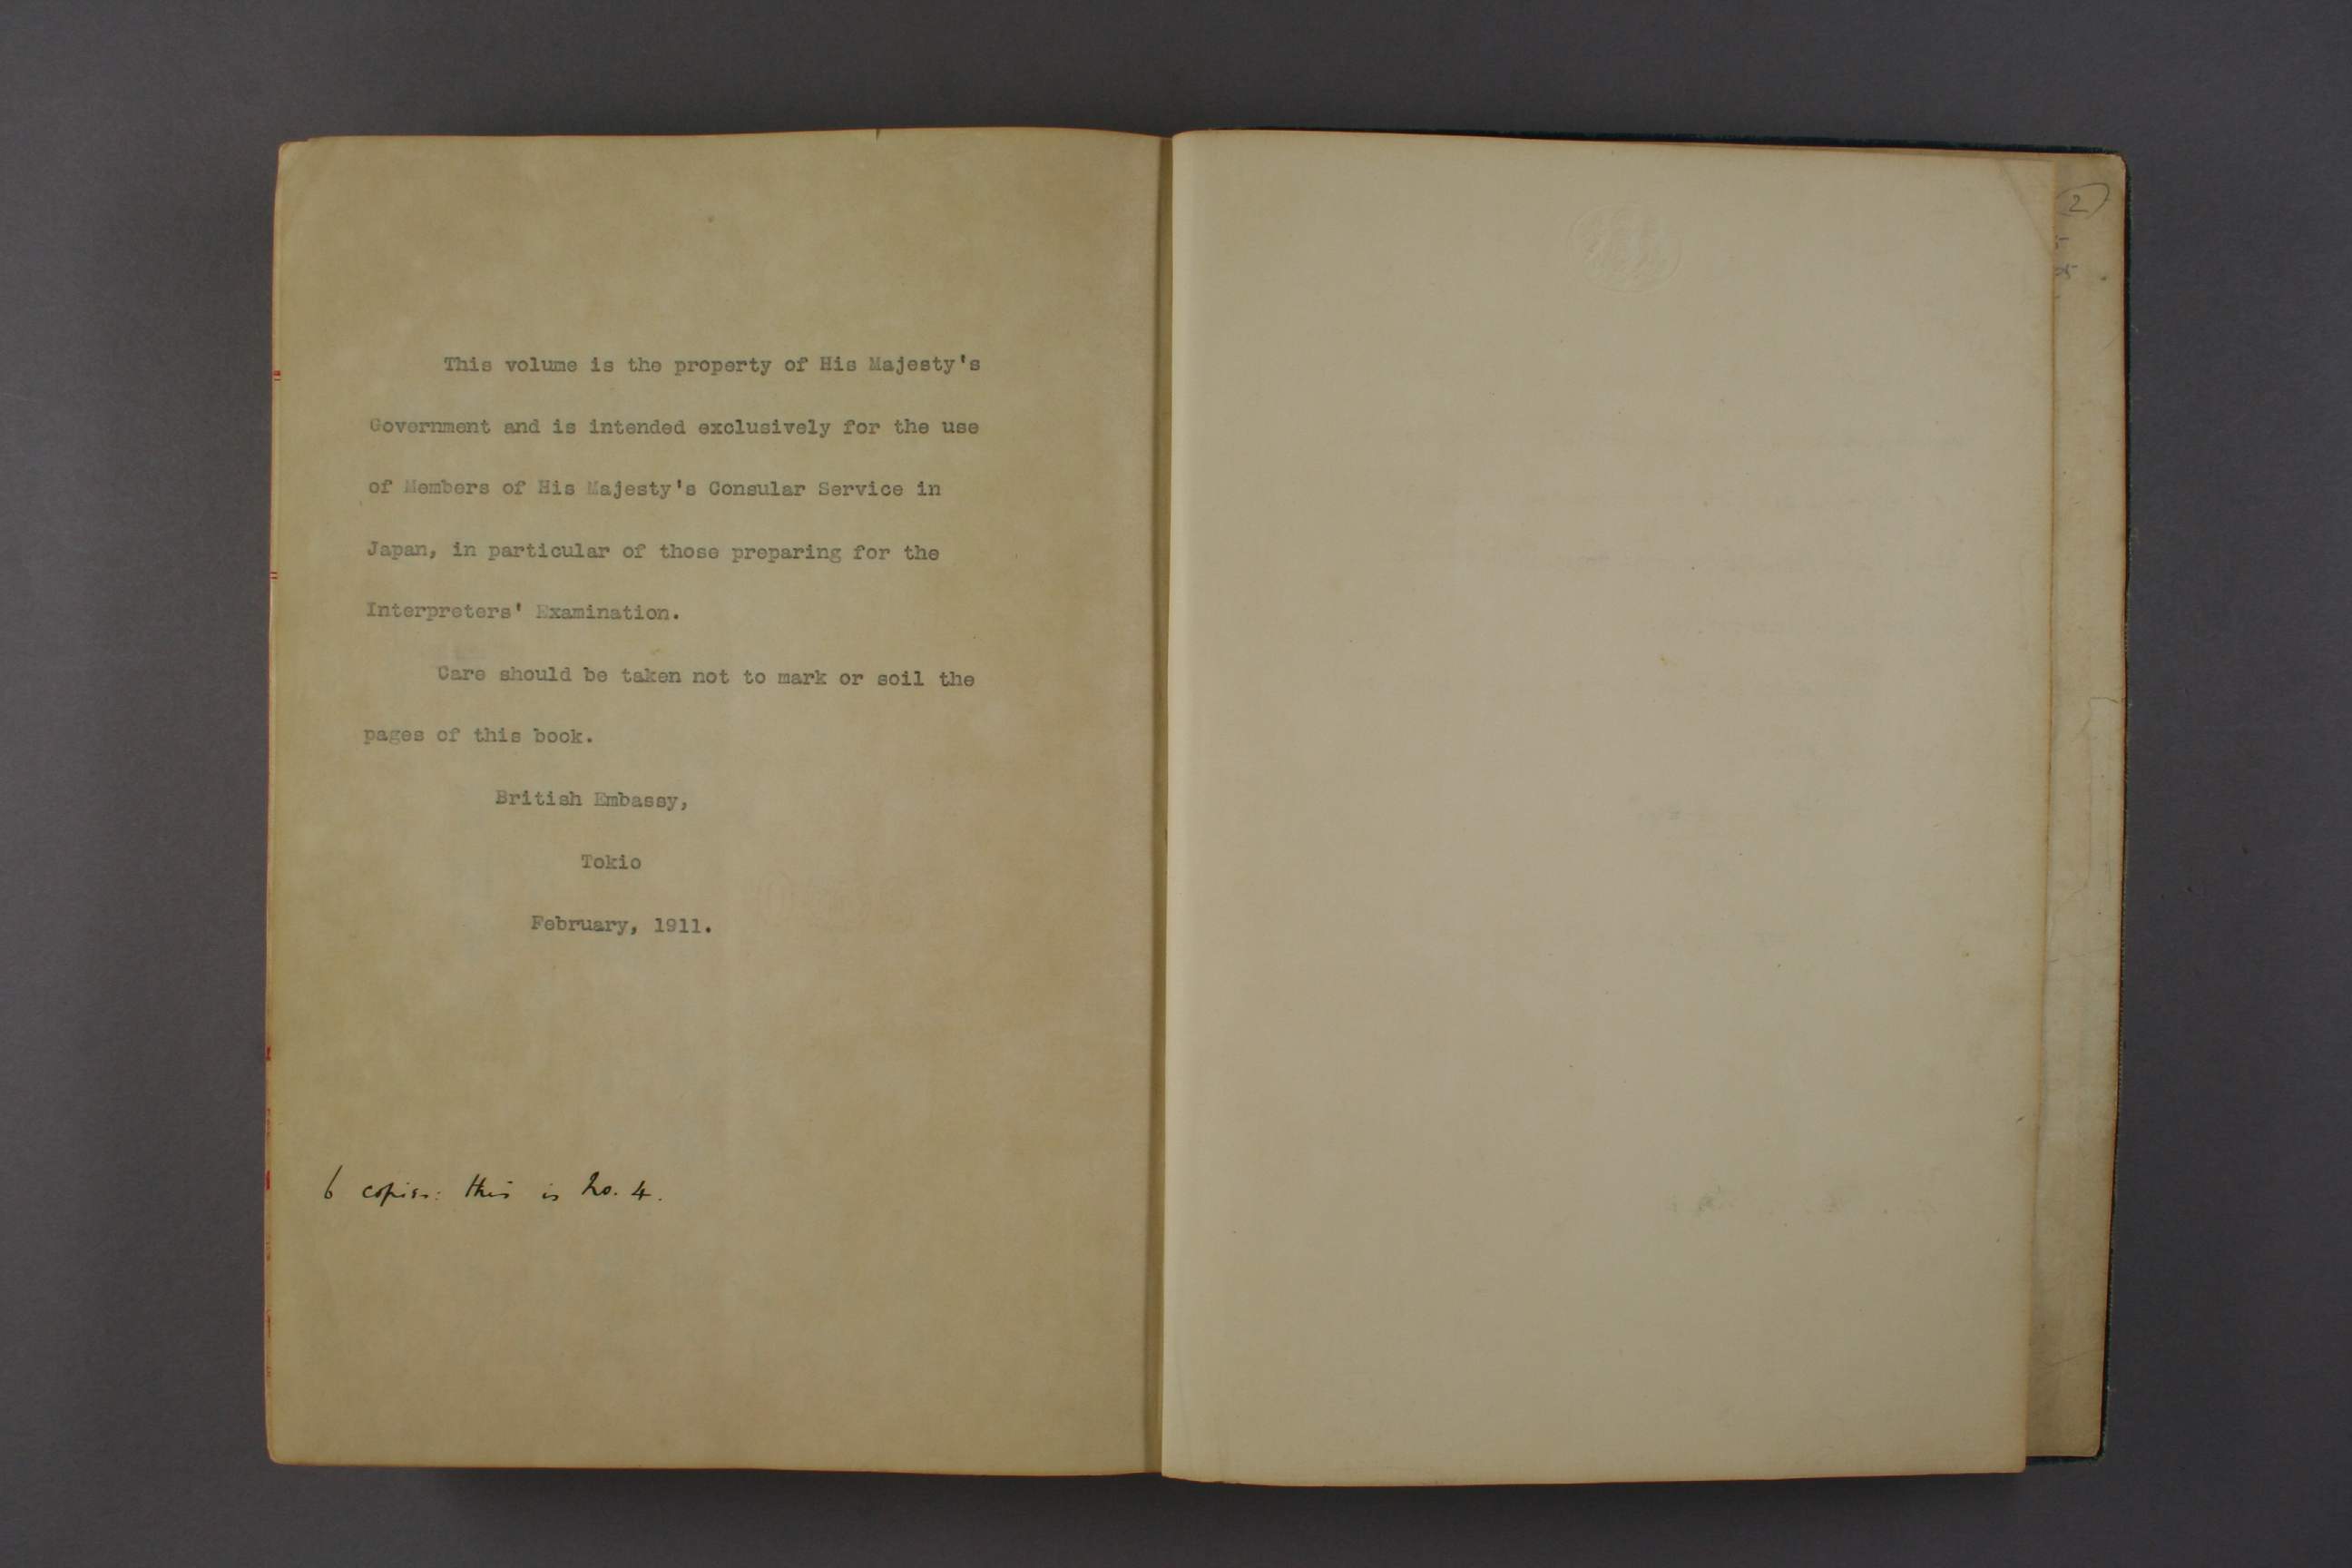 This volume is the property of His Majesty's
Government and is intended exclusively for the use
of Members of His Majesty's Consular Service in
Japan, in particular of those preparing for the
Interpreters' Examination.
Care should be taken not to mark or soil the
pages of this book.
British Embassy,
Tokio
February, 1911.
6 copies: this is No. 4.
2